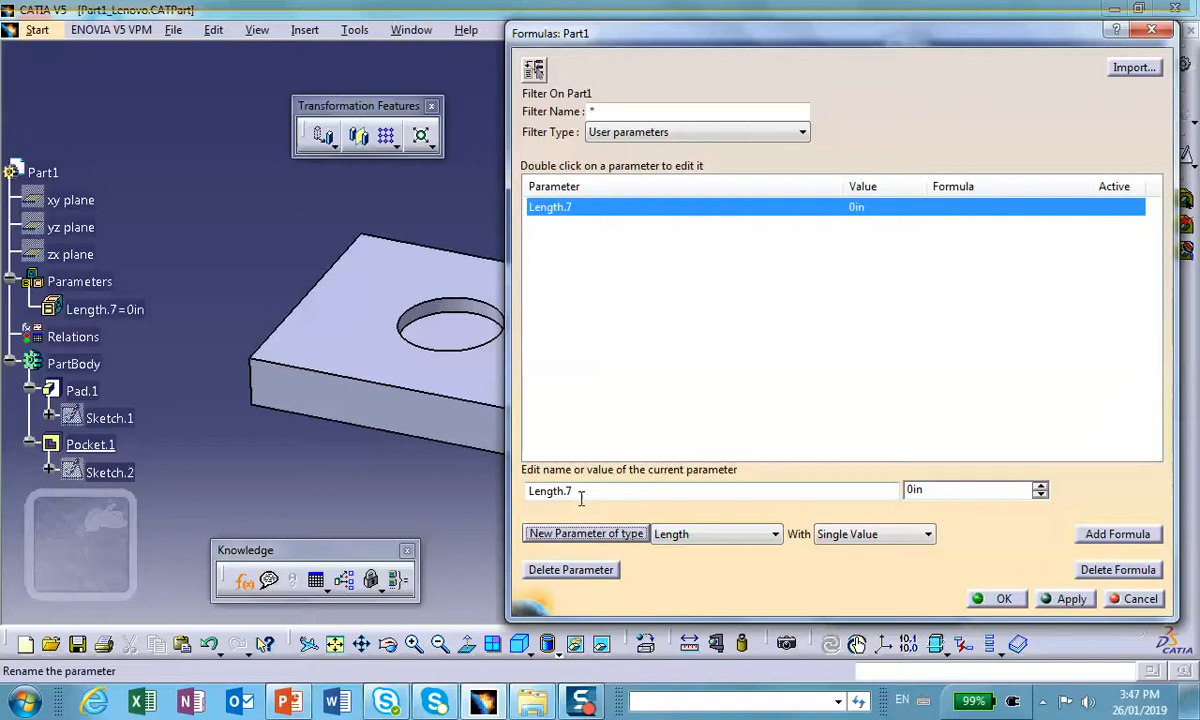 CATIA V5 - [Part1_Lenovo.CATPart]
Start ENOVIA V5 VPM File Edit View Insert Tools Window Help
Transformation Features
Part1
xy plane
yz plane
zx plane
Parameters
Length.7=0in
Relations
PartBody
Pad.1
Sketch.1
Pocket.1
Sketch.2
Knowledge
f(x)
Formulas: Part1
Import...
Filter On Part1
Filter Name : *
Filter Type : User parameters
Double click on a parameter to edit it
Parameter Value Formula Active
Length.7 0in
Edit name or value of the current parameter
Length.7 0in
New Parameter of type Length With Single Value Add Formula
Delete Parameter Delete Formula
OK Apply Cancel
10.1
CATIA
Rename the parameter
EN 99% 3:47 PM
26/01/2019